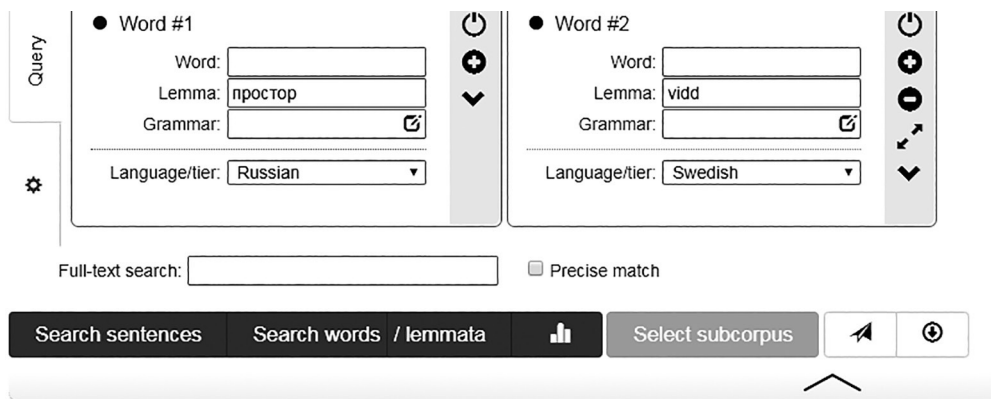 Query
Word #1
Word:
Lemma: простор
Grammar:
Language/tier: Russian
Word #2
Word:
Lemma: vidd
Grammar:
Language/tier: Swedish
Full-text search:
Precise match
Search sentences Search words / lemmata Select subcorpus